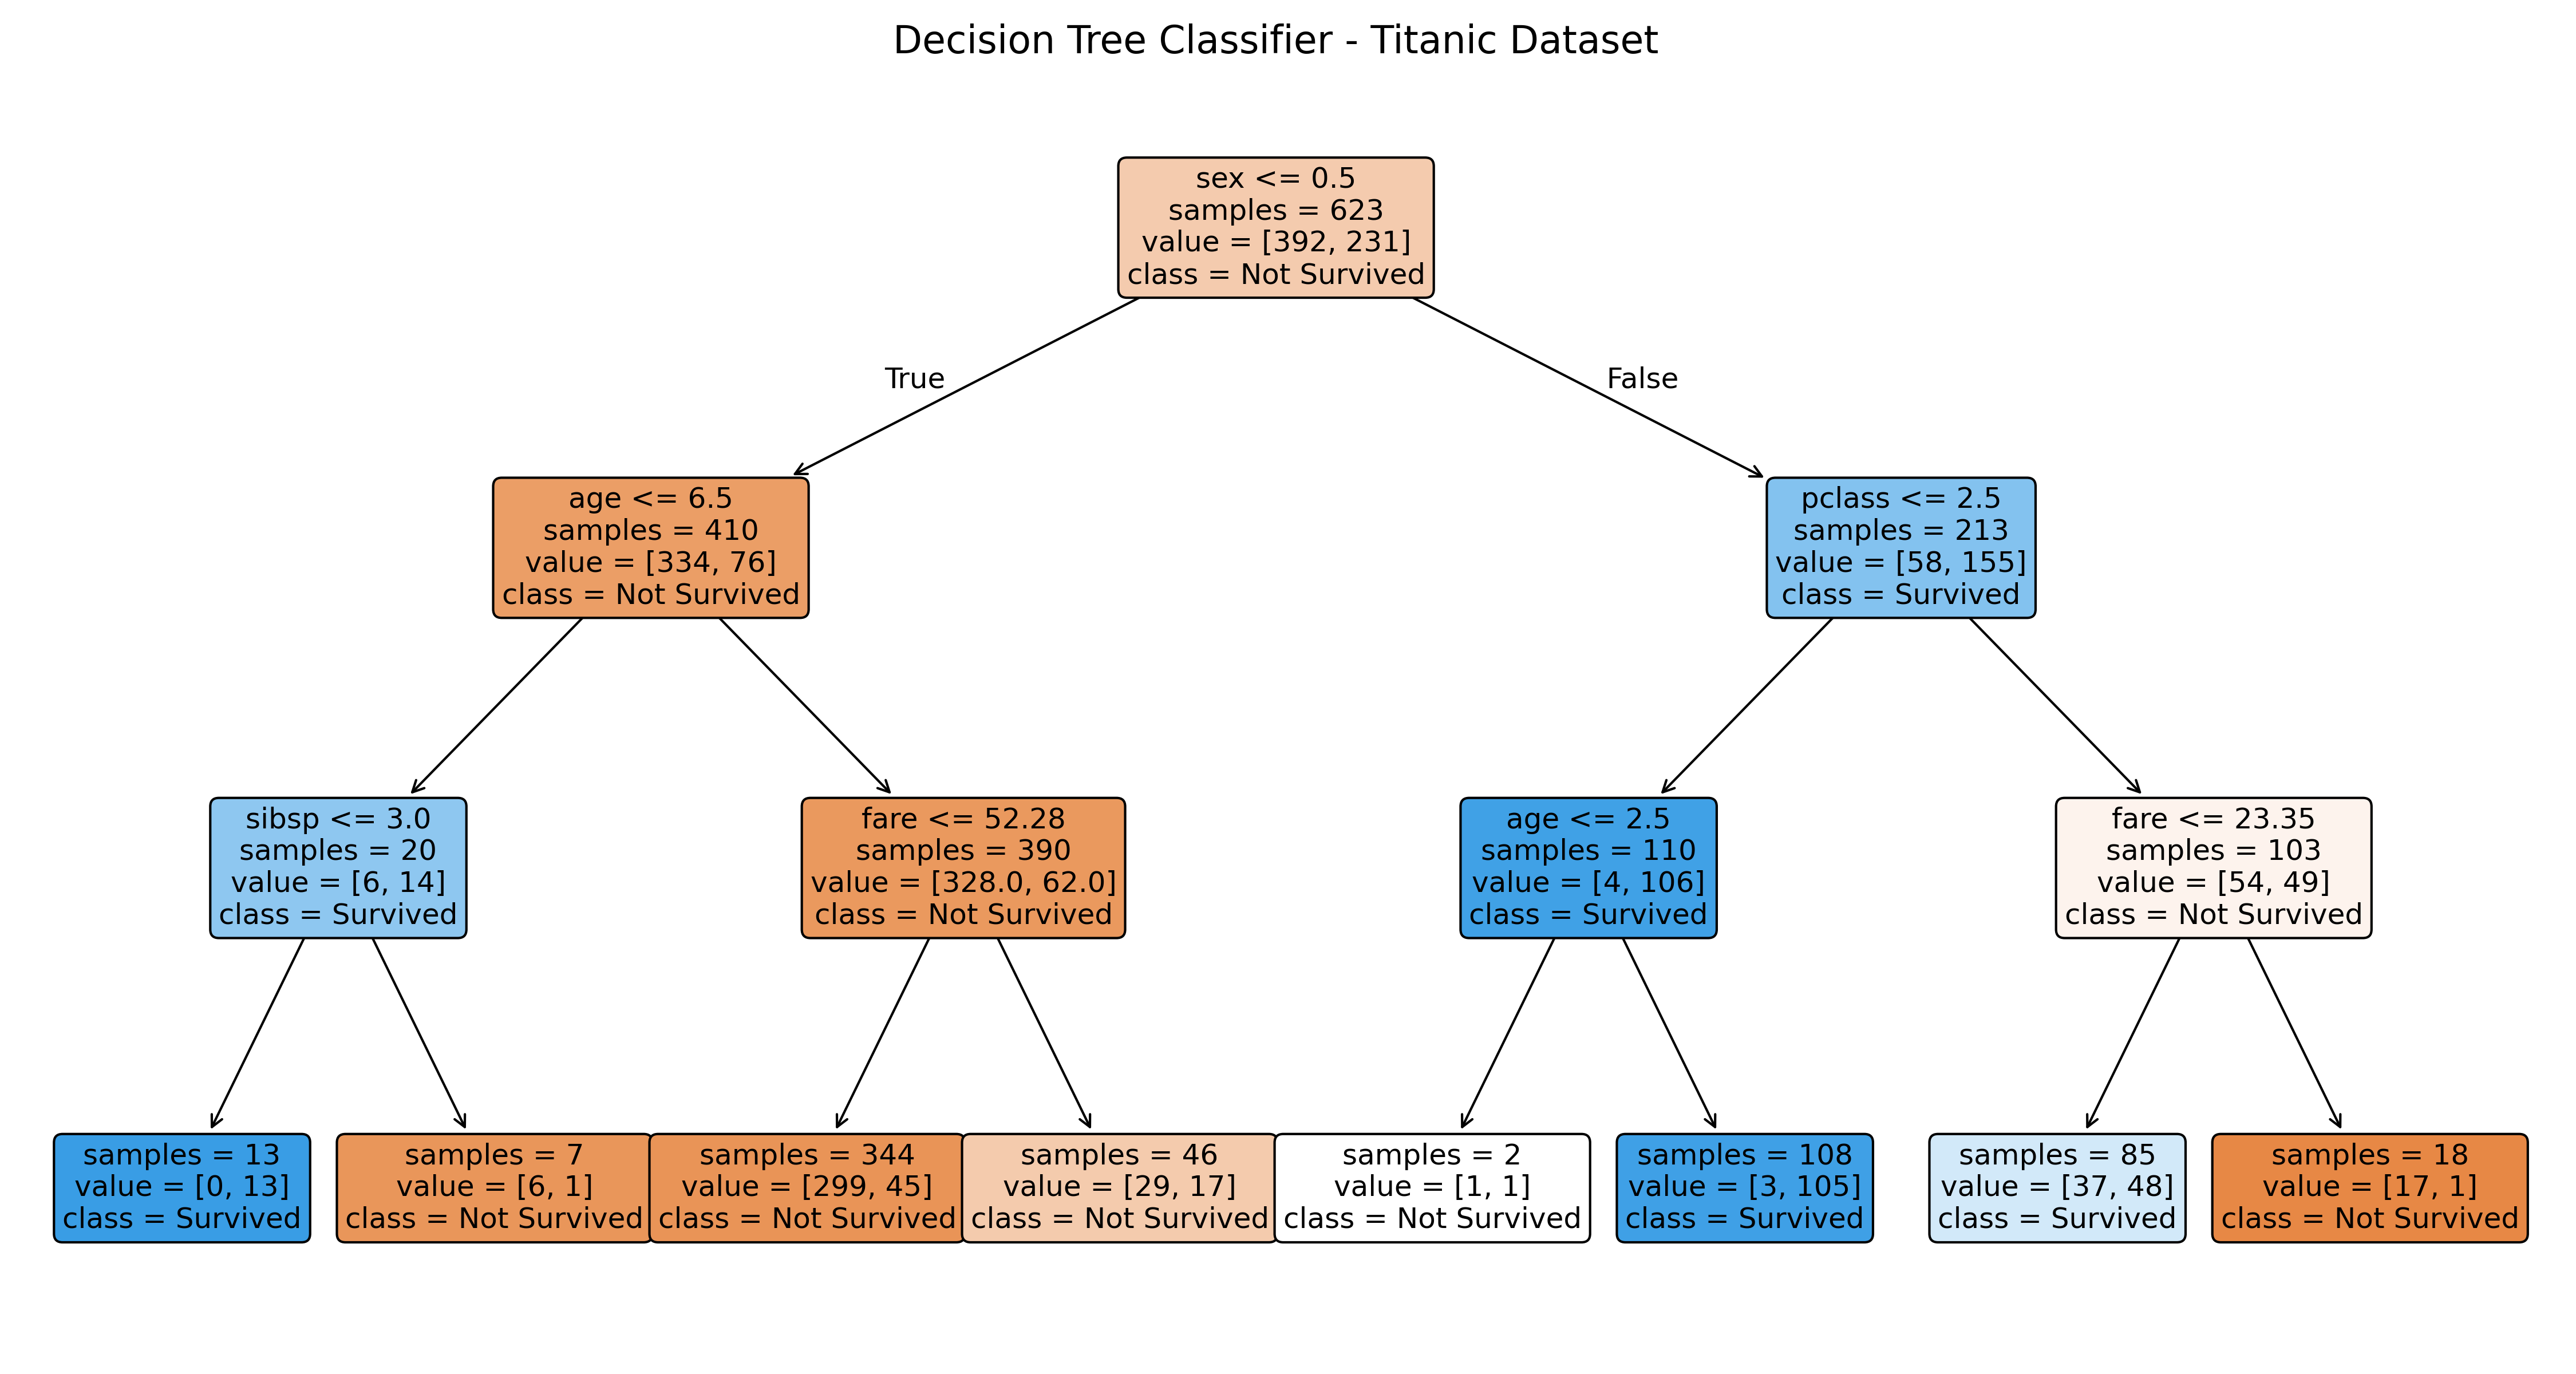 Decision Tree Classifier - Titanic Dataset
sex <= 0.5
samples = 623
value = [392, 231]
class = Not Survived
True
False
age <= 6.5
samples = 410
value = [334, 76]
class = Not Survived
pclass <= 2.5
samples = 213
value = [58, 155]
class = Survived
sibsp <= 3.0
samples = 20
value = [6, 14]
class = Survived
fare <= 52.28
samples = 390
value = [328.0, 62.0]
class = Not Survived
age <= 2.5
samples = 110
value = [4, 106]
class = Survived
fare <= 23.35
samples = 103
value = [54, 49]
class = Not Survived
samples = 13
value = [0, 13]
class = Survived
samples = 7
value = [6, 1]
class = Not Survived
samples = 344
value = [299, 45]
class = Not Survived
samples = 46
value = [29, 17]
class = Not Survived
samples = 2
value = [1, 1]
class = Not Survived
samples = 108
value = [3, 105]
class = Survived
samples = 85
value = [37, 48]
class = Survived
samples = 18
value = [17, 1]
class = Not Survived